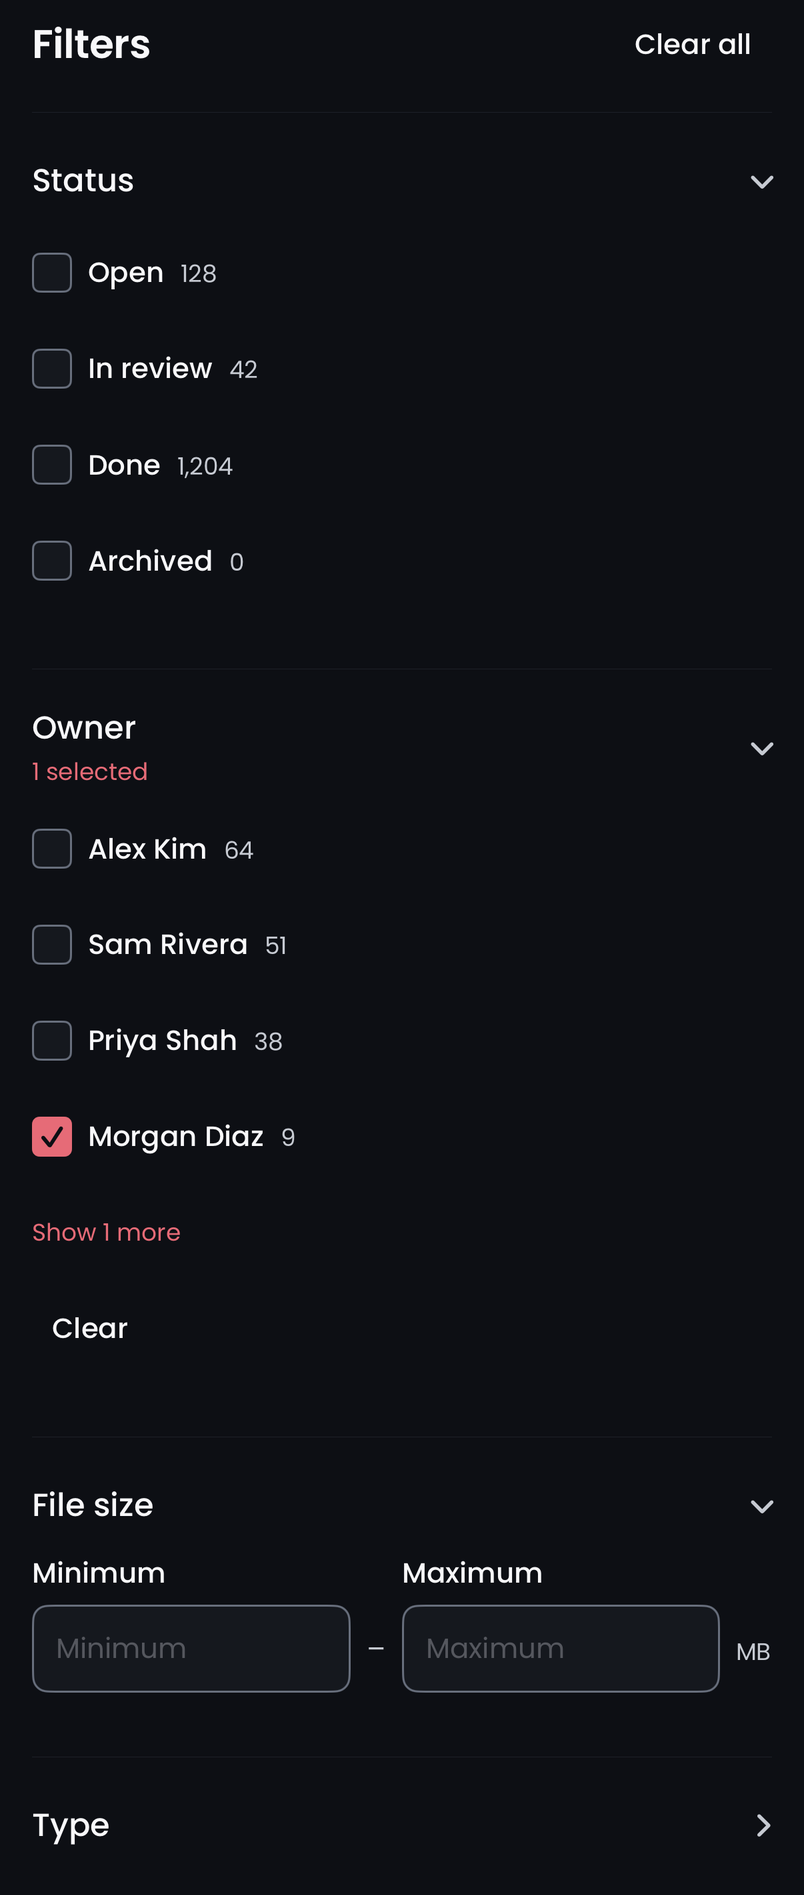 Filters
Clear all
Status
Open 128
In review 42
Done 1,204
Archived 0
Owner
1 selected
Alex Kim 64
Sam Rivera 51
Priya Shah 38
Morgan Diaz 9
Show 1 more
Clear
File size
Minimum Maximum
Minimum – Maximum MB
Type